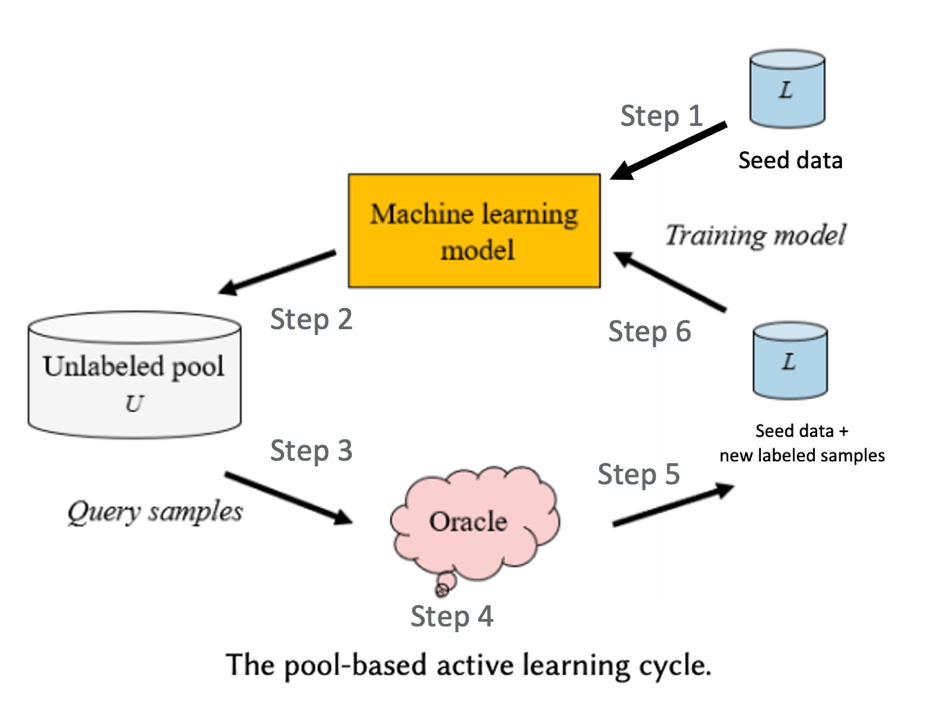 L
Step 1
Seed data
Machine learning
model
Training model
Step 2
Step 6
Unlabeled pool
U
L
Seed data +
new labeled samples
Step 3
Step 5
Query samples
Oracle
Step 4
The pool-based active learning cycle.